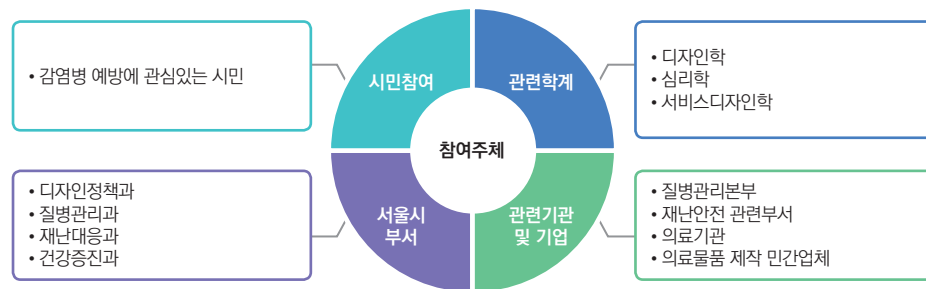 • 감염병 예방에 관심있는 시민
시민참여
관련학계
• 디자인학
• 심리학
• 서비스디자인학
참여주체
• 디자인정책과
• 질병관리과
• 재난대응과
• 건강증진과
서울시
부서
관련기관
및 기업
• 질병관리본부
• 재난안전 관련부서
• 의료기관
• 의료물품 제작 민간업체